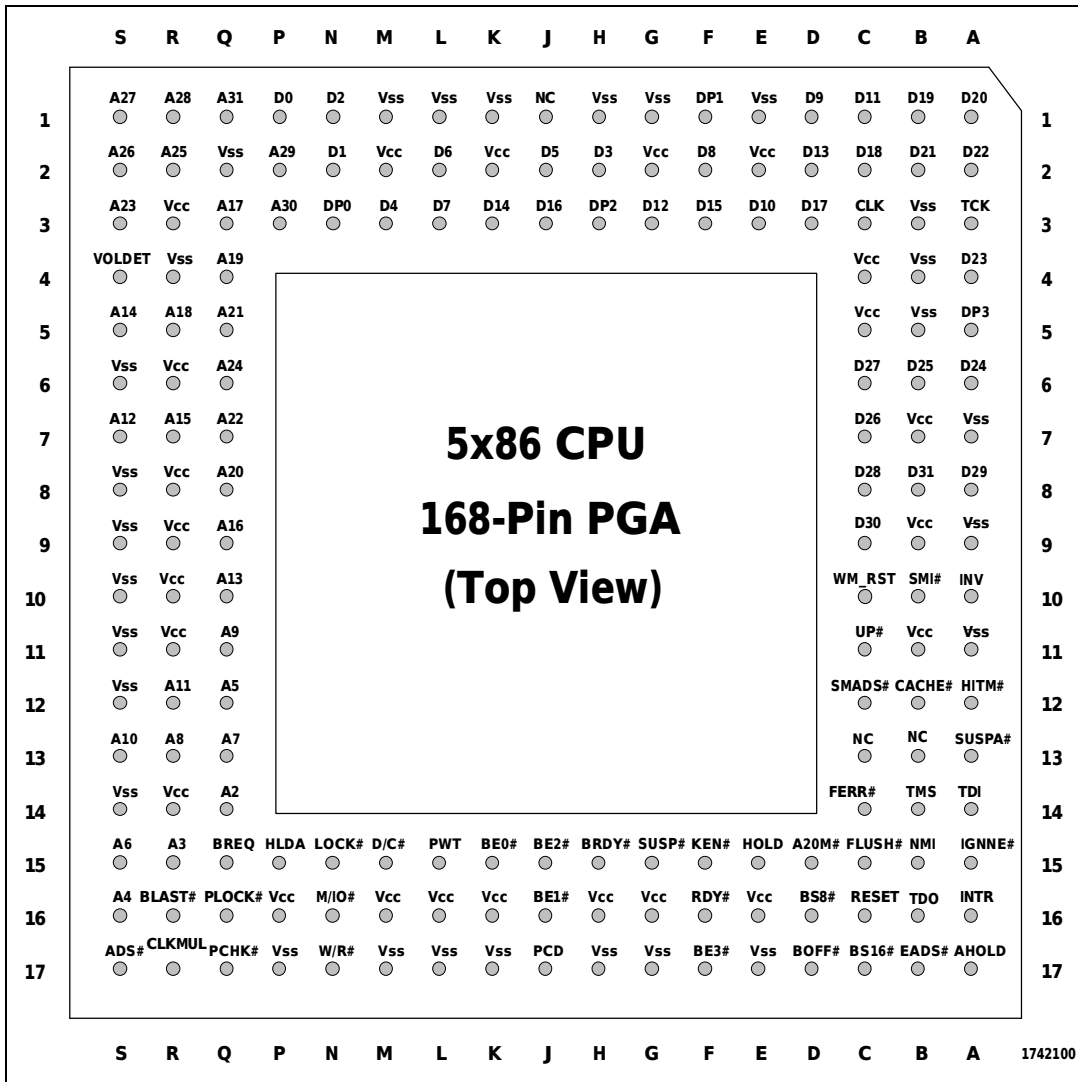 S R Q P N M L K J H G F E D C B A
A27 A28 A31 D0 D2 Vss Vss Vss NC Vss Vss DP1 Vss D9 D11 D19 D20
1 1
A26 A25 Vss A29 D1 Vcc D6 Vcc D5 D3 Vcc D8 Vcc D13 D18 D21 D22
2 2
A23 Vcc A17 A30 DP0 D4 D7 D14 D16 DP2 D12 D15 D10 D17 CLK Vss TCK
3 3
VOLDET Vss A19 Vcc Vss D23
4 4
A14 A18 A21 Vcc Vss DP3
5 5
Vss Vcc A24 D27 D25 D24
6 6
A12 A15 A22 D26 Vcc Vss
7 7
5x86 CPU
Vss Vcc A20 D28 D31 D29
8 8
168-Pin PGA
Vss Vcc A16 D30 Vcc Vss
9 9
(Top View)
Vss Vcc A13 WM_RST SMI# INV
10 10
Vss Vcc A9 UP# Vcc Vss
11 11
Vss A11 A5 SMADS# CACHE# HITM#
12 12
A10 A8 A7 NC NC SUSPA#
13 13
Vss Vcc A2 FERR# TMS TDI
14 14
A6 A3 BREQ HLDA LOCK# D/C# PWT BE0# BE2# BRDY# SUSP# KEN# HOLD A20M# FLUSH# NMI IGNNE#
15 15
A4 BLAST# PLOCK# Vcc M/IO# Vcc Vcc Vcc BE1# Vcc Vcc RDY# Vcc BS8# RESET TDO INTR
16 16
ADS# CLKMUL PCHK# Vss W/R# Vss Vss Vss PCD Vss Vss BE3# Vss BOFF# BS16# EADS# AHOLD
17 17
S R Q P N M L K J H G F E D C B A 1742100